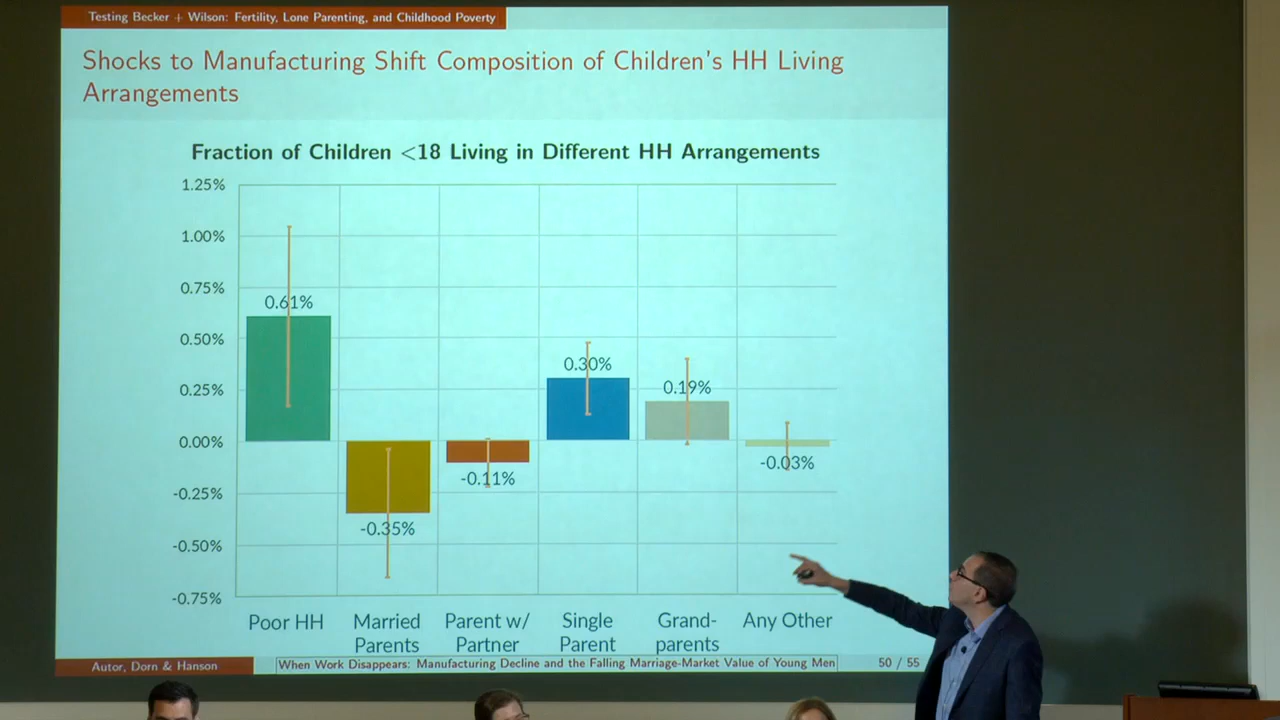 Testing Becker + Wilson: Fertility, Lone Parenting, and Childhood Poverty
Shocks to Manufacturing Shift Composition of Children's HH Living
Arrangements
Fraction of Children <18 Living in Different HH Arrangements
1.25%
1.00%
0.75%
0.50%
0.25%
0.00%
-0.25%
-0.50%
-0.75%
0.61%
-0.35%
-0.11%
0.30%
0.19%
-0.03%
Poor HH
Married
Parents
Parent w/
Partner
Single
Parent
Grand-
parents
Any Other
Autor, Dorn & Hanson
When Work Disappears: Manufacturing Decline and the Falling Marriage-Market Value of Young Men
50 / 55